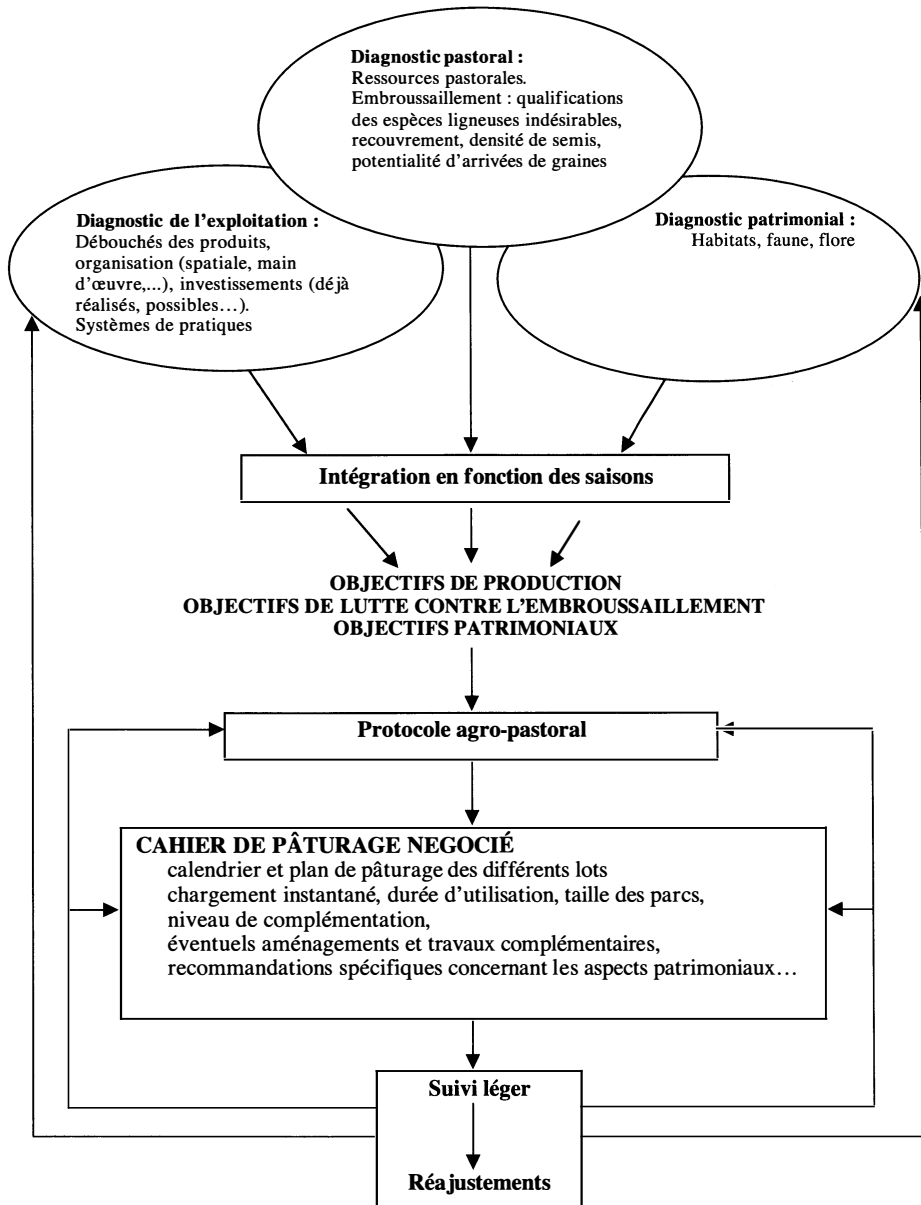 Diagnostic pastoral :
Ressources pastorales.
Embroussaillement : qualifications
des espèces ligneuses indésirables,
recouvrement, densité de semis,
potentialité d'arrivées de graines
Diagnostic de l'exploitation :
Débouchés des produits,
organisation (spatiale, main
d'œuvre,...), investissements (déjà
réalisés, possibles…).
Systèmes de pratiques
Diagnostic patrimonial :
Habitats, faune, flore
Intégration en fonction des saisons
OBJECTIFS DE PRODUCTION
OBJECTIFS DE LUTTE CONTRE L'EMBROUSSAILLEMENT
OBJECTIFS PATRIMONIAUX
Protocole agro-pastoral
CAHIER DE PÂTURAGE NEGOCIÉ
calendrier et plan de pâturage des différents lots
chargement instantané, durée d'utilisation, taille des parcs,
niveau de complémentation,
éventuels aménagements et travaux complémentaires,
recommandations spécifiques concernant les aspects patrimoniaux…
Suivi léger
Réajustements